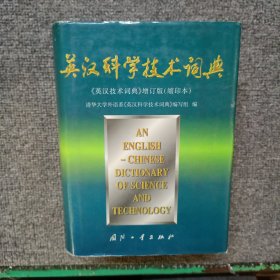 英汉科学技术词典
《英汉技术词典》增订版(缩印本)
清华大学外语系《英汉科学技术词典》编写组 编
AN
ENGLISH
-CHINESE
DICTIONARY
OF SCIENCE
AND
TECHNOLOGY
国防工业出版社